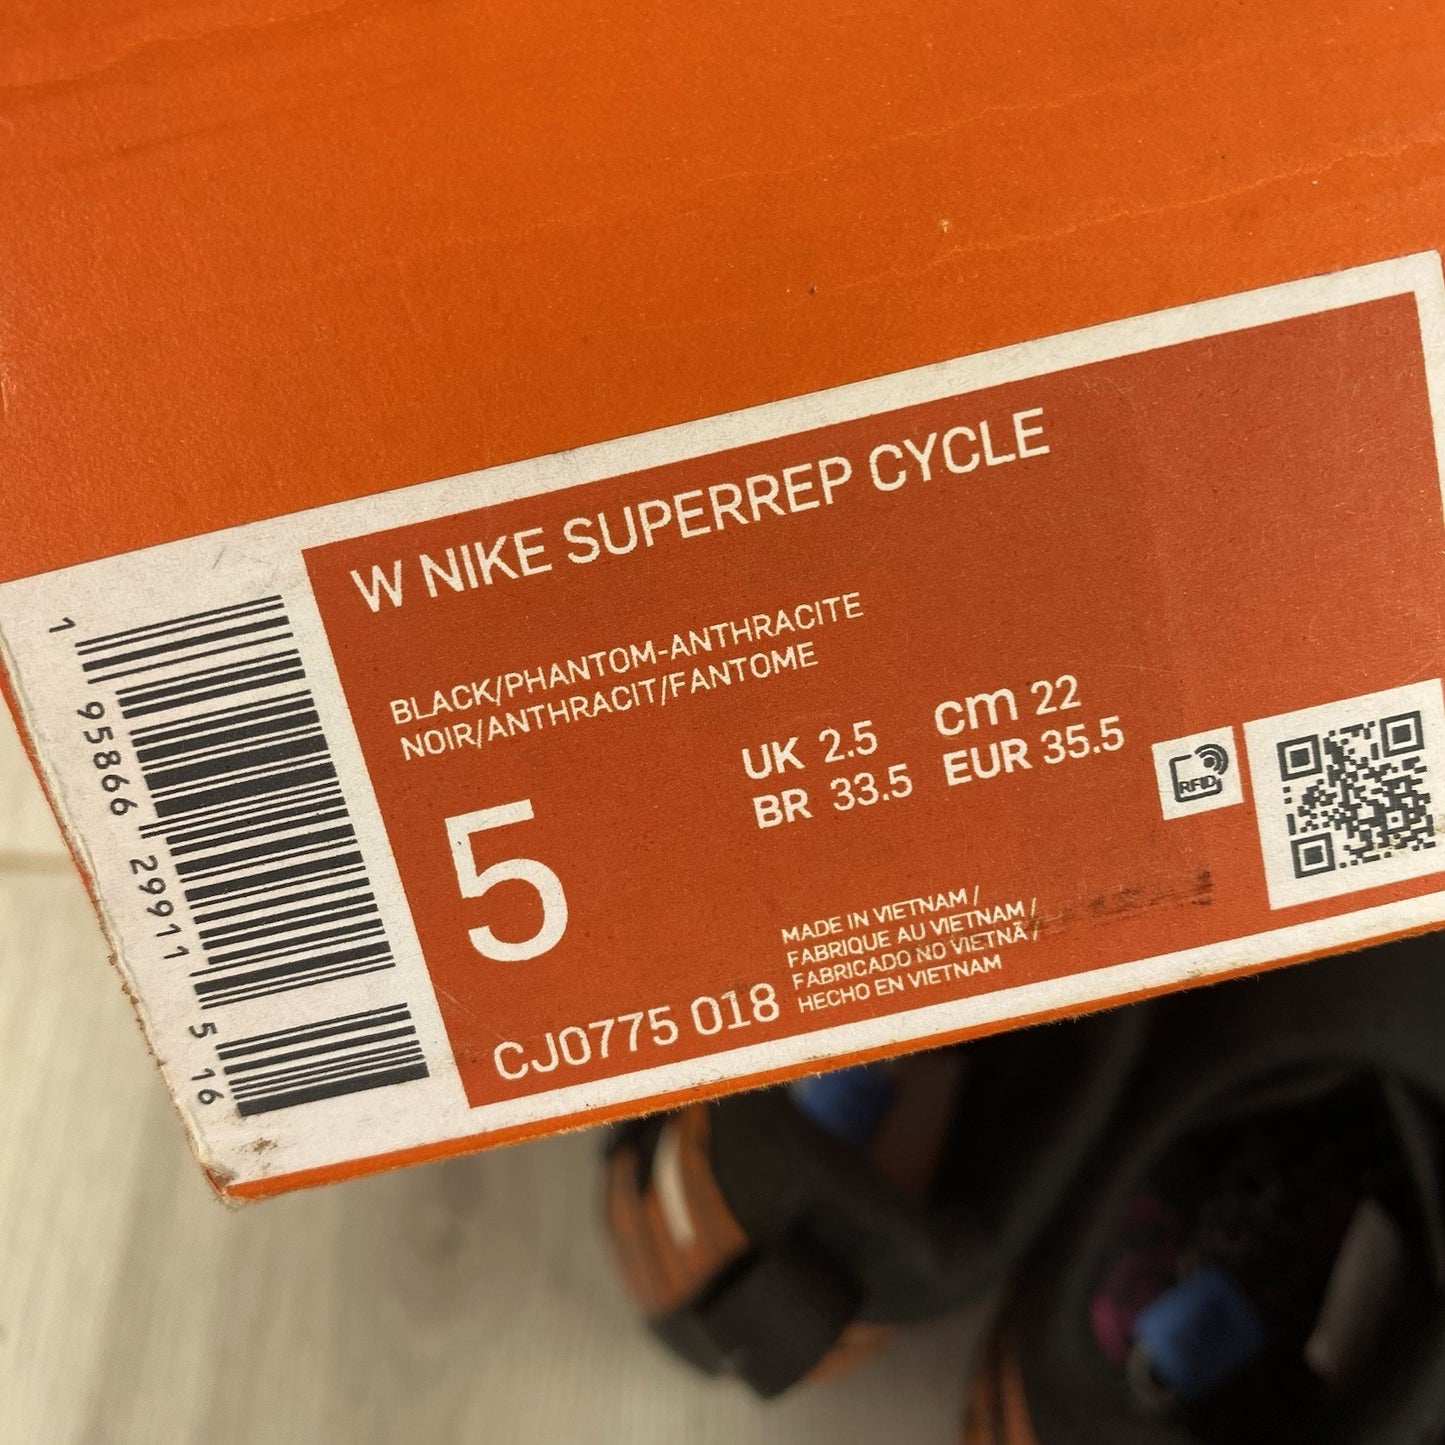 W NIKE SUPERREP CYCLE
BLACK/PHANTOM-ANTHRACITE
NOIR/ANTHRACIT/FANTOME
5
UK 2.5
cm 22
BR 33.5
EUR 35.5
RFID
CJ0775 018
MADE IN VIETNAM /
FABRIQUE AU VIETNAM /
FABRICADO NO VIETNÃ /
HECHO EN VIETNAM
1 95866 29911 5 16